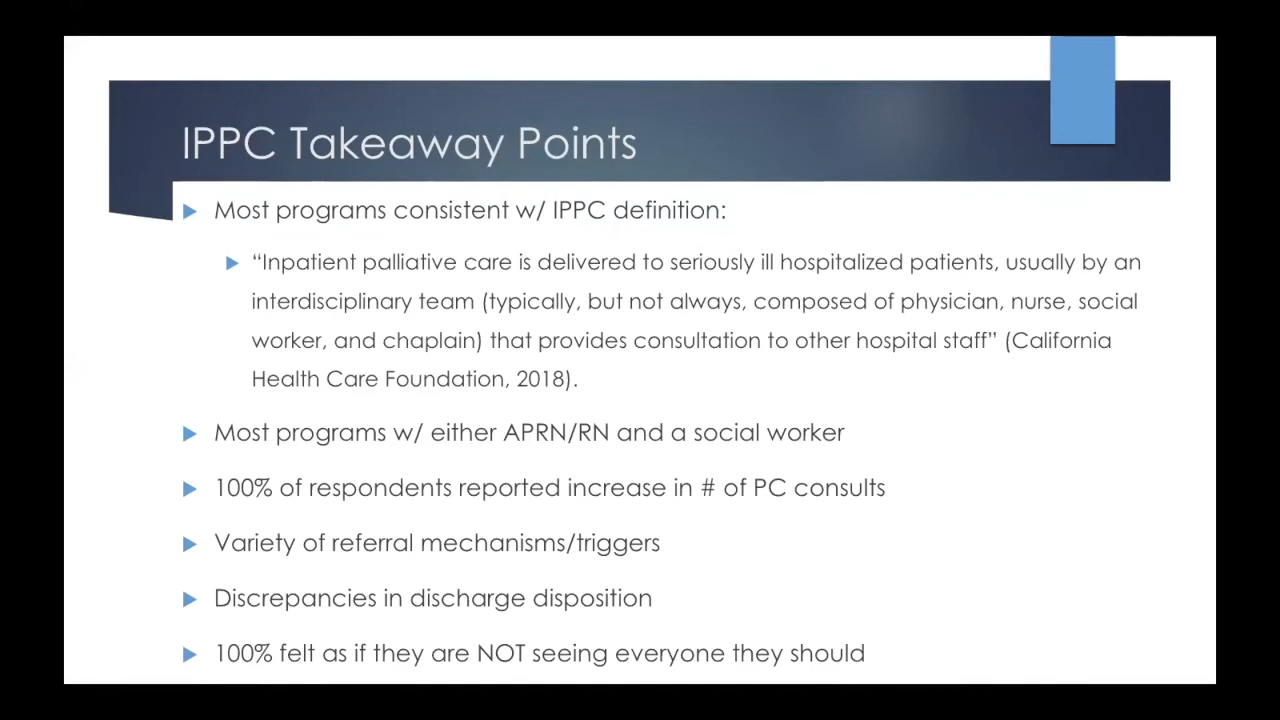 IPPC Takeaway Points
Most programs consistent w/ IPPC definition:
“Inpatient palliative care is delivered to seriously ill hospitalized patients, usually by an
interdisciplinary team (typically, but not always, composed of physician, nurse, social
worker, and chaplain) that provides consultation to other hospital staff” (California
Health Care Foundation, 2018).
Most programs w/ either APRN/RN and a social worker
100% of respondents reported increase in # of PC consults
Variety of referral mechanisms/triggers
Discrepancies in discharge disposition
100% felt as if they are NOT seeing everyone they should